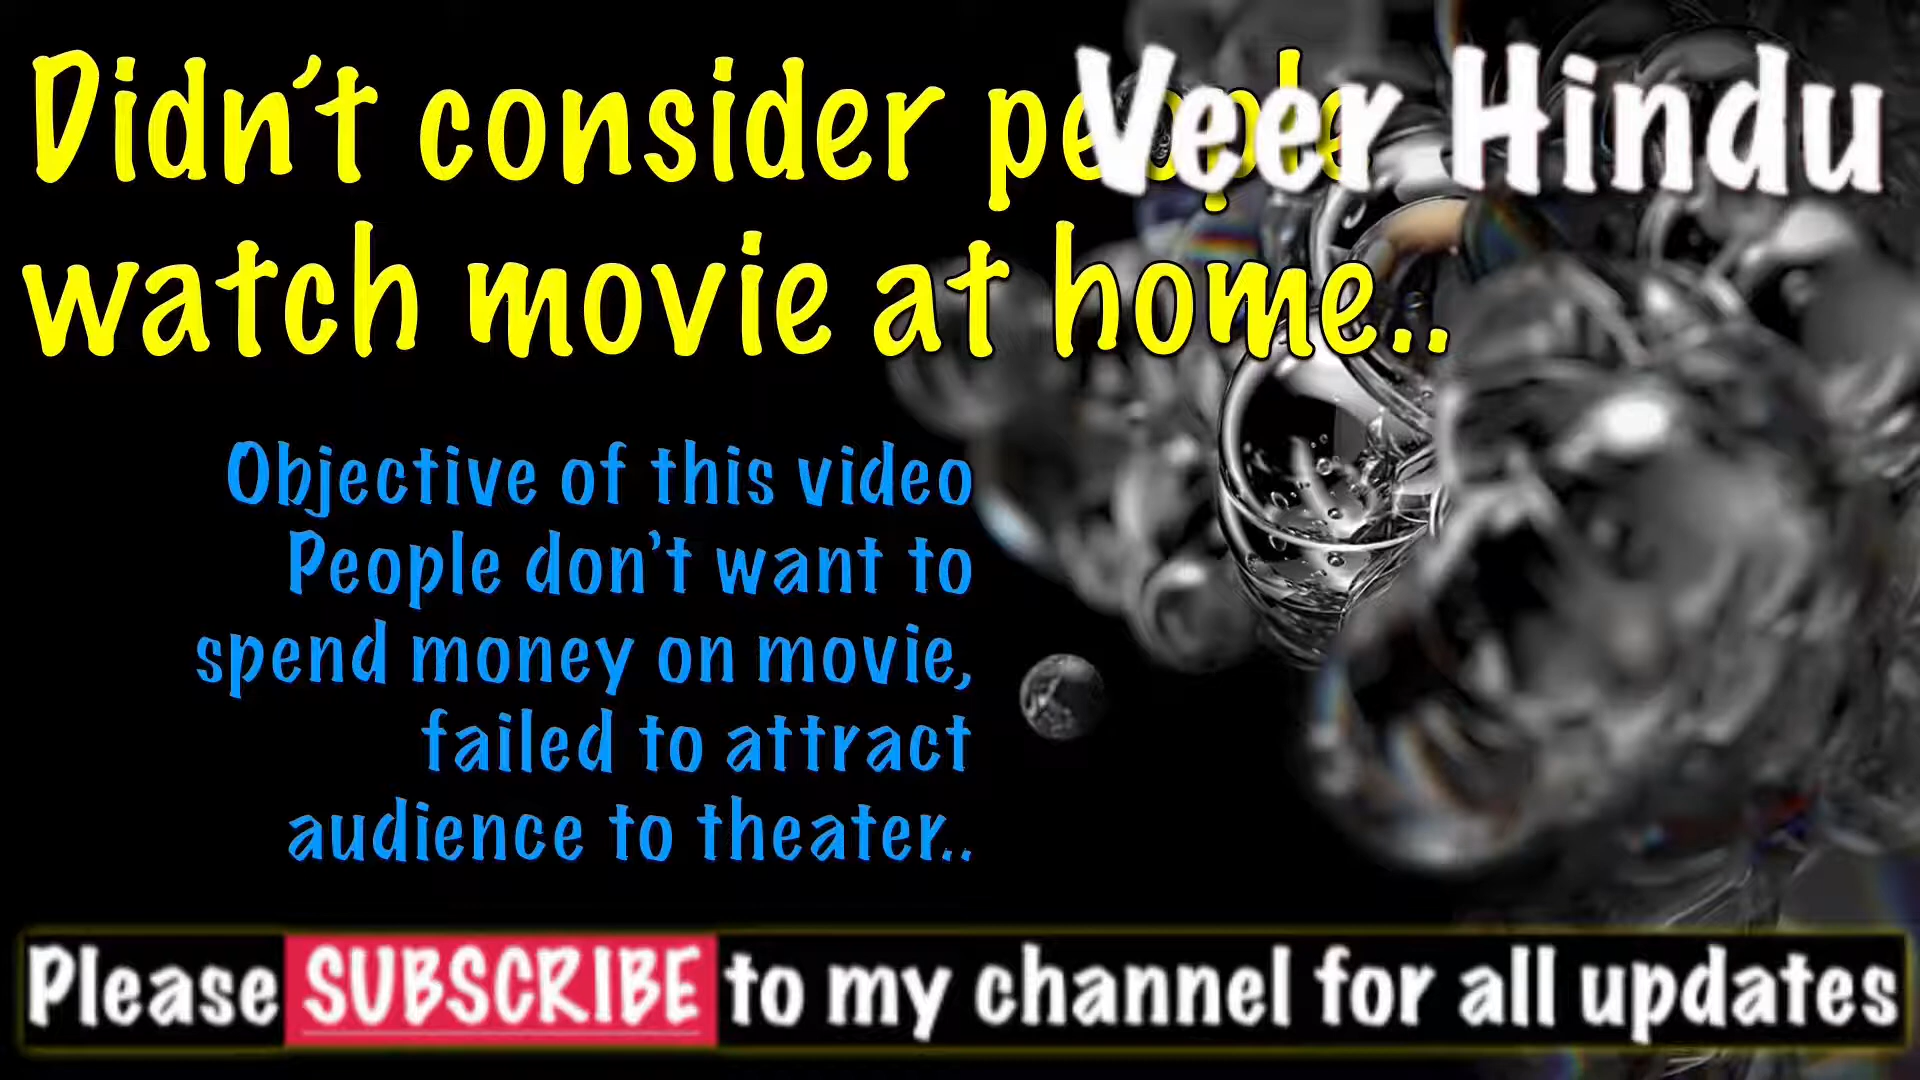 Didn't consider people
Veer Hindu
watch movie at home..
Objective of this video
People don't want to
spend money on movie,
failed to attract
audience to theater..
Please SUBSCRIBE to my channel for all updates